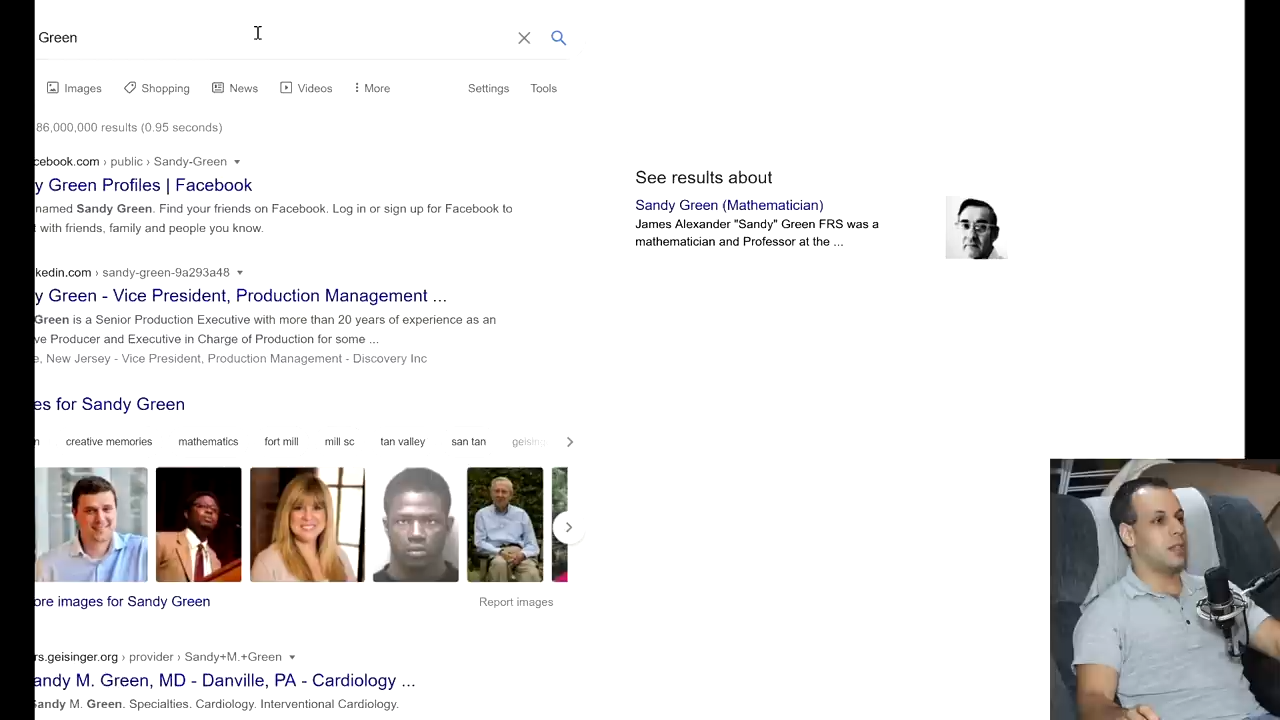 Green
Images
Shopping
News
Videos
More
Settings
Tools
86,000,000 results (0.95 seconds)
cebook.com › public › Sandy-Green
y Green Profiles | Facebook
named Sandy Green. Find your friends on Facebook. Log in or sign up for Facebook to
t with friends, family and people you know.
kedin.com › sandy-green-9a293a48
y Green - Vice President, Production Management ...
Green is a Senior Production Executive with more than 20 years of experience as an
ve Producer and Executive in Charge of Production for some ...
e, New Jersey - Vice President, Production Management - Discovery Inc
es for Sandy Green
n
creative memories
mathematics
fort mill
mill sc
tan valley
san tan
geising
ore images for Sandy Green
Report images
rs.geisinger.org › provider › Sandy+M.+Green
andy M. Green, MD - Danville, PA - Cardiology ...
Sandy M. Green. Specialties. Cardiology. Interventional Cardiology.
See results about
Sandy Green (Mathematician)
James Alexander "Sandy" Green FRS was a
mathematician and Professor at the ...